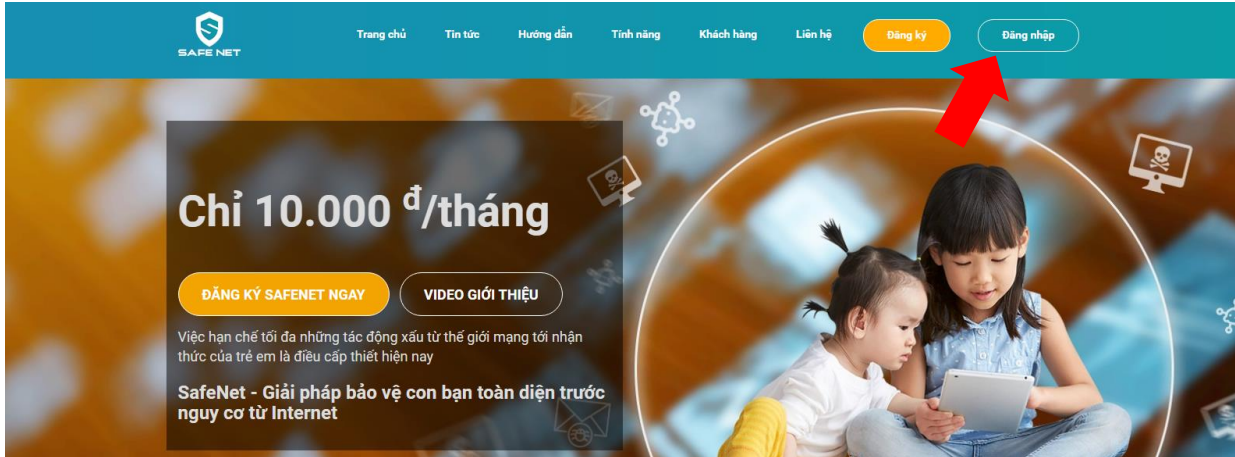 SAFE NET
Trang chủ Tin tức Hướng dẫn Tính năng Khách hàng Liên hệ Đăng ký Đăng nhập
Chỉ 10.000 đ/tháng
ĐĂNG KÝ SAFENET NGAY VIDEO GIỚI THIỆU
Việc hạn chế tối đa những tác động xấu từ thế giới mạng tới nhận
thức của trẻ em là điều cấp thiết hiện nay
SafeNet - Giải pháp bảo vệ con bạn toàn diện trước
nguy cơ từ Internet